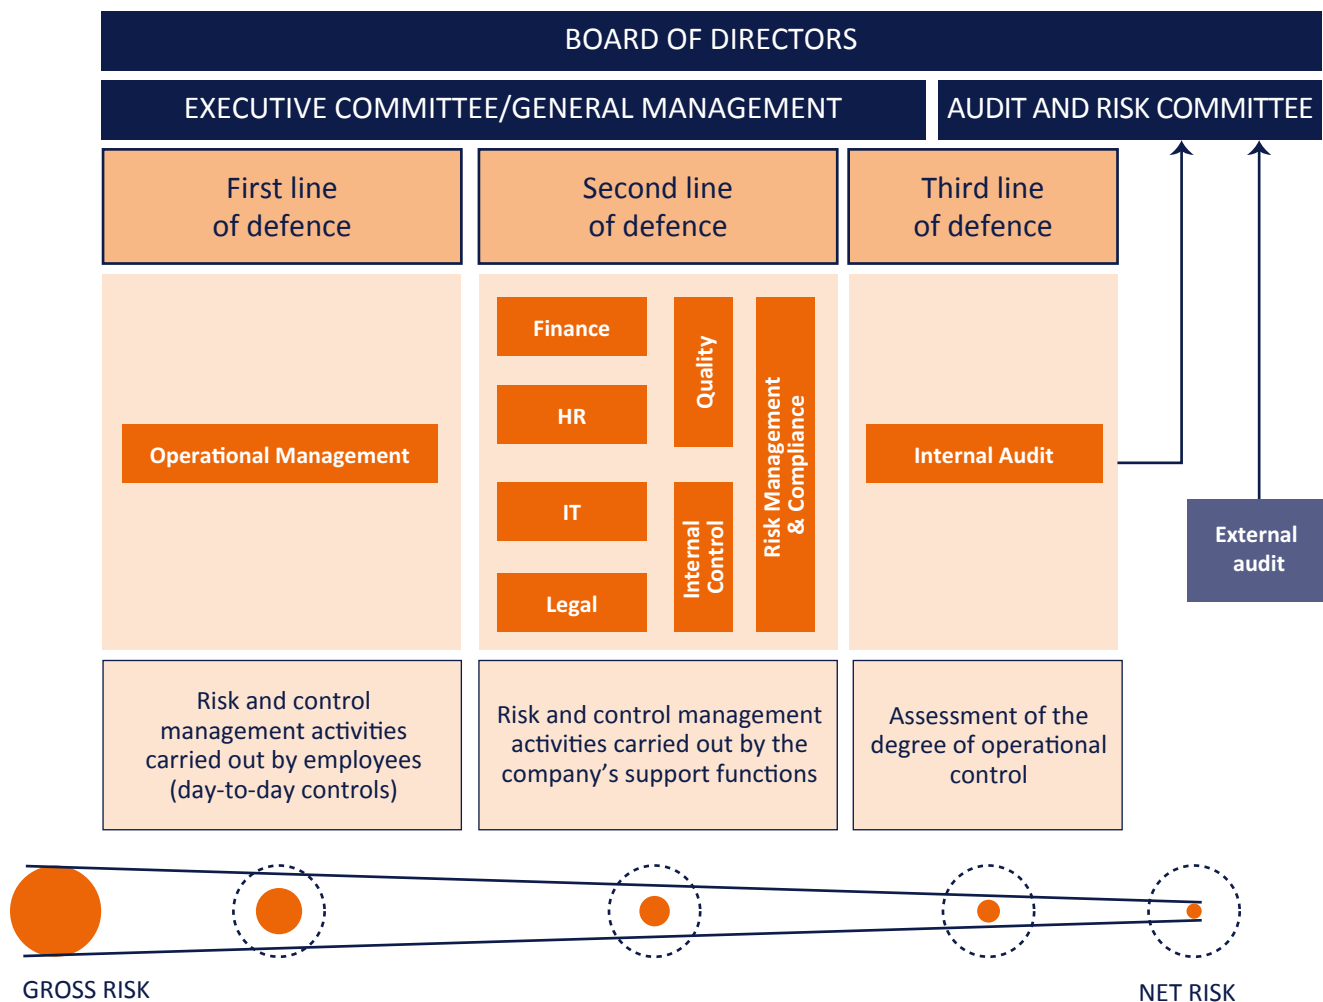 BOARD OF DIRECTORS
EXECUTIVE COMMITTEE/GENERAL MANAGEMENT
AUDIT AND RISK COMMITTEE
First line
of defence
Second line
of defence
Third line
of defence
Operational Management
Finance
HR
IT
Legal
Quality
Internal
Control
Risk Management
& Compliance
Internal Audit
External
audit
Risk and control
management activities
carried out by employees
(day-to-day controls)
Risk and control management
activities carried out by the
company’s support functions
Assessment of the
degree of operational
control
GROSS RISK
NET RISK